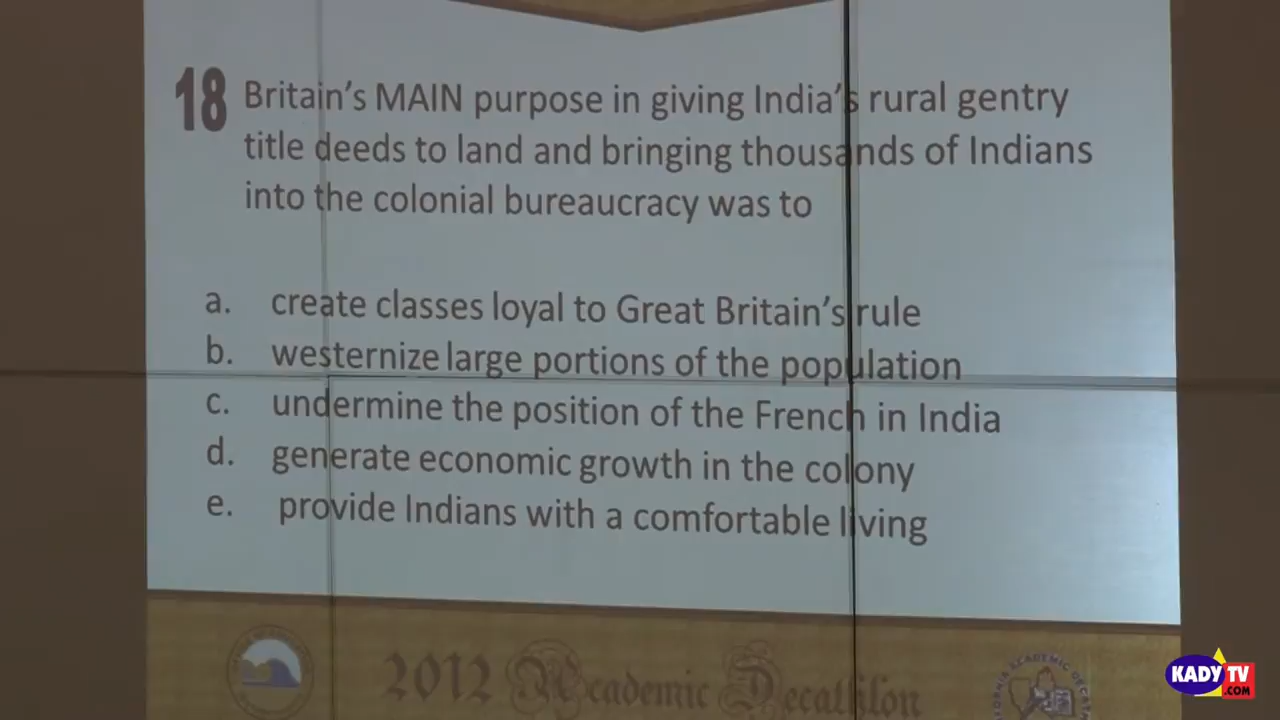 18 Britain's MAIN purpose in giving India's rural gentry
title deeds to land and bringing thousands of Indians
into the colonial bureaucracy was to
a. create classes loyal to Great Britain's rule
b. westernize large portions of the population
c. undermine the position of the French in India
d. generate economic growth in the colony
e. provide Indians with a comfortable living
2012 Academic Decathlon
KADY TV
.COM